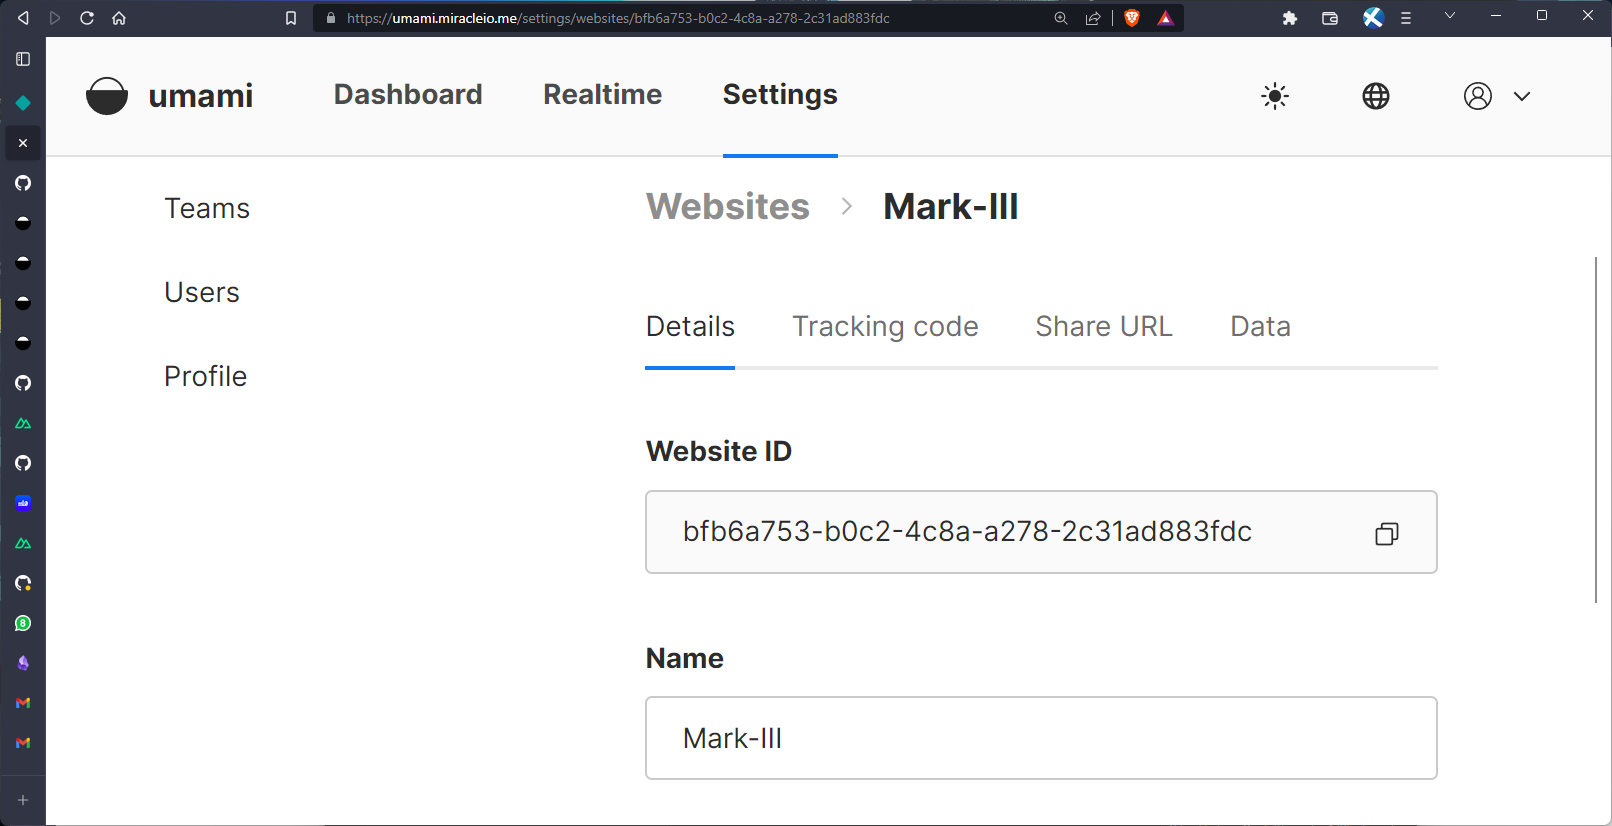 https://umami.miracleio.me/settings/websites/bfb6a753-b0c2-4c8a-a278-2c31ad883fdc
umami
Dashboard
Realtime
Settings
Teams
Users
Profile
Websites
Mark-III
Details
Tracking code
Share URL
Data
Website ID
bfb6a753-b0c2-4c8a-a278-2c31ad883fdc
Name
Mark-III
8